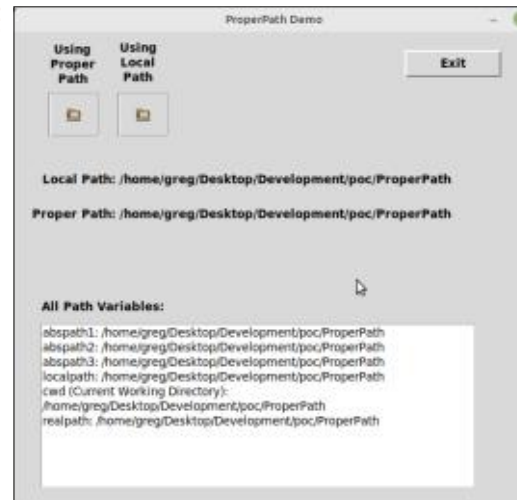 ProperPath Demo
Using Proper Path
Using Local Path
Exit
Local Path: /home/greg/Desktop/Development/poc/ProperPath
Proper Path: /home/greg/Desktop/Development/poc/ProperPath
All Path Variables:
abspath1: /home/greg/Desktop/Development/poc/ProperPath
abspath2: /home/greg/Desktop/Development/poc/ProperPath
abspath3: /home/greg/Desktop/Development/poc/ProperPath
localpath: /home/greg/Desktop/Development/poc/ProperPath
cwd (Current Working Directory):
/home/greg/Desktop/Development/poc/ProperPath
realpath: /home/greg/Desktop/Development/poc/ProperPath